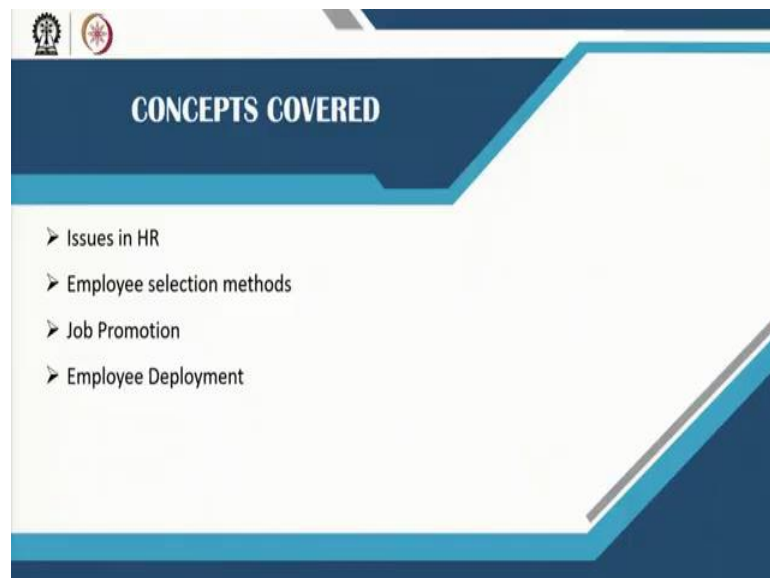 CONCEPTS COVERED
➢ Issues in HR
➢ Employee selection methods
➢ Job Promotion
➢ Employee Deployment